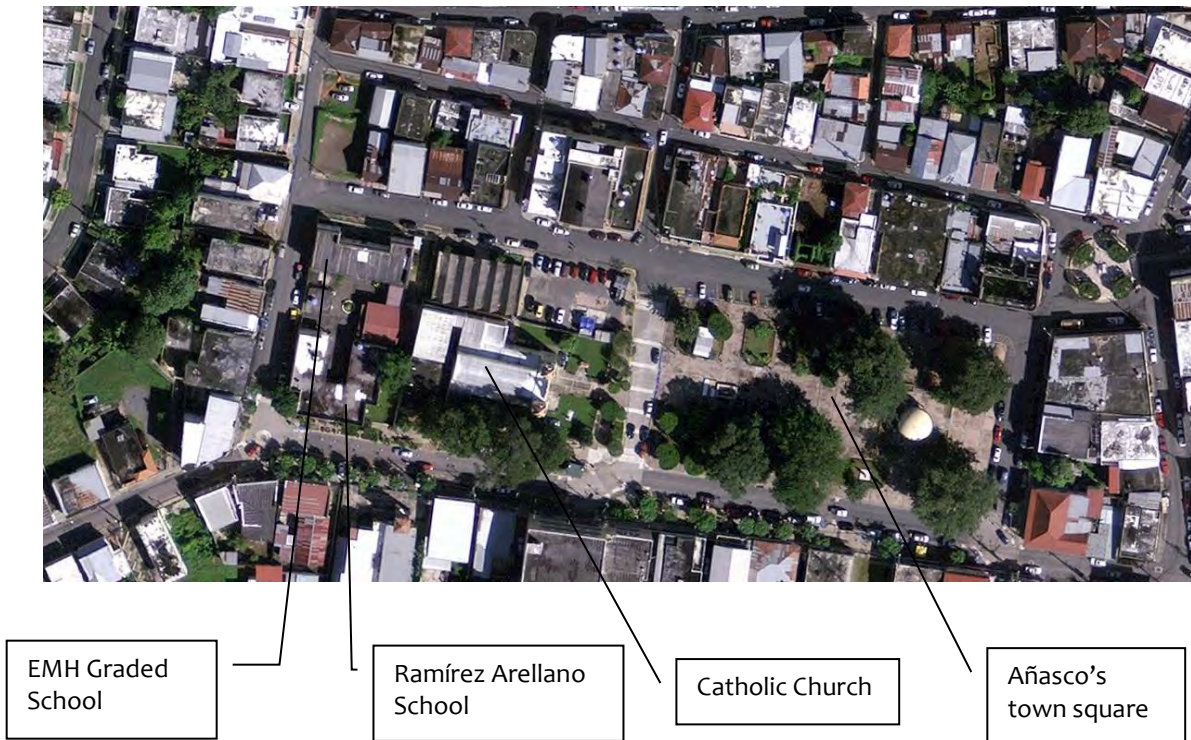 EMH Graded
School
Ramírez Arellano
School
Catholic Church
Añasco's
town square